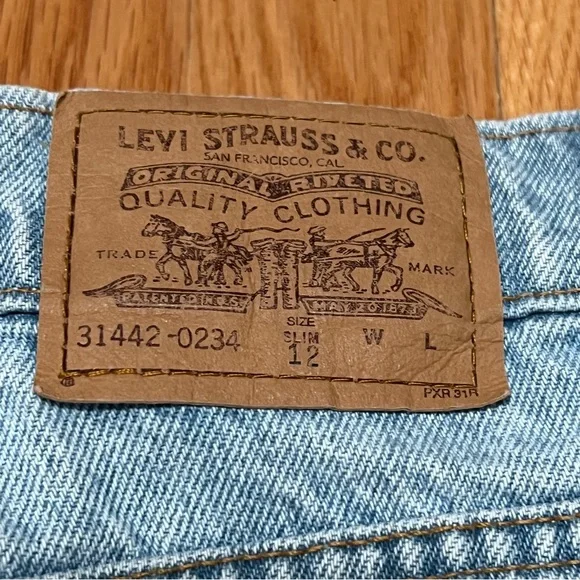 LEVI STRAUSS & CO.
SAN FRANCISCO, CAL.
ORIGINAL RIVETED
QUALITY CLOTHING
TRADE MARK
PATENTED IN U.S. MAY 20 1873
SIZE
31442-0234 SLIM W L
12
PXR 31R